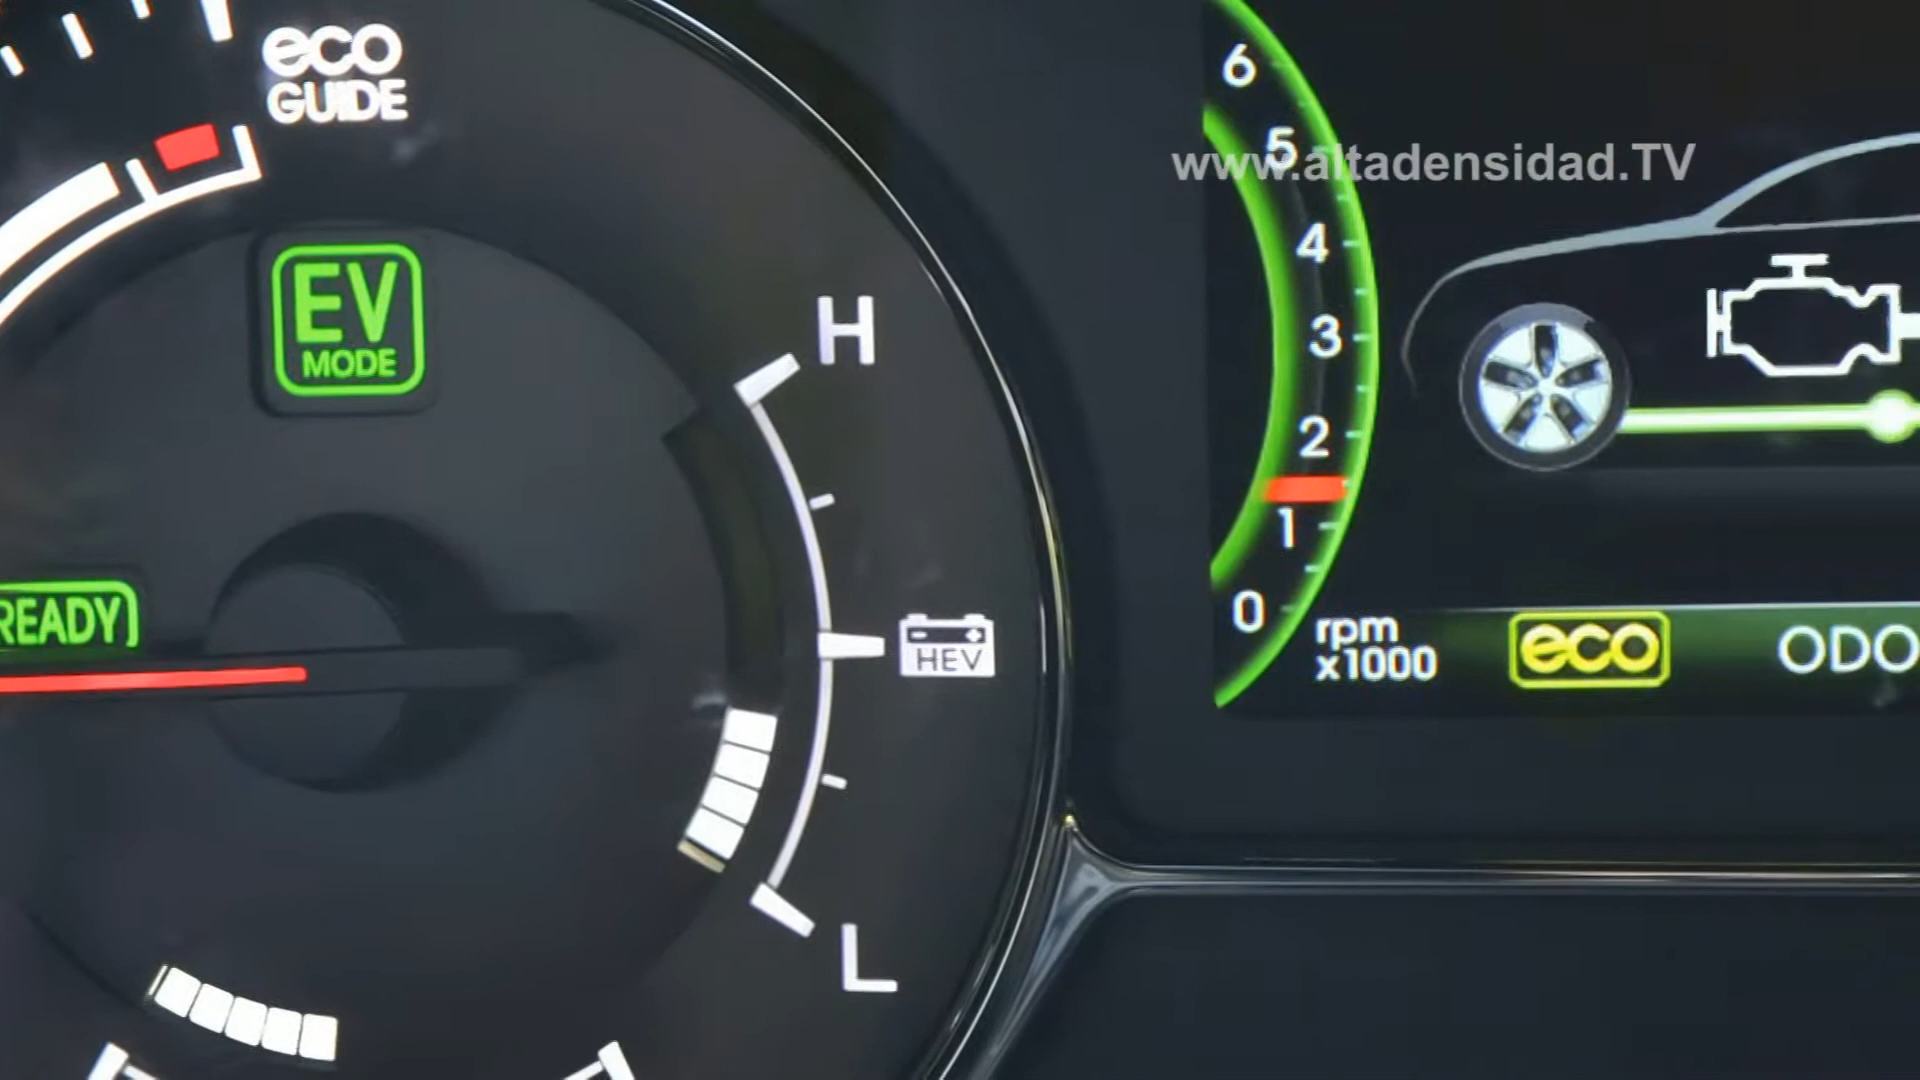 eco
GUIDE
EV
MODE
READY
H
HEV
L
www.altadensidad.TV
6
5
4
3
2
1
0
rpm
x1000
eco
ODO